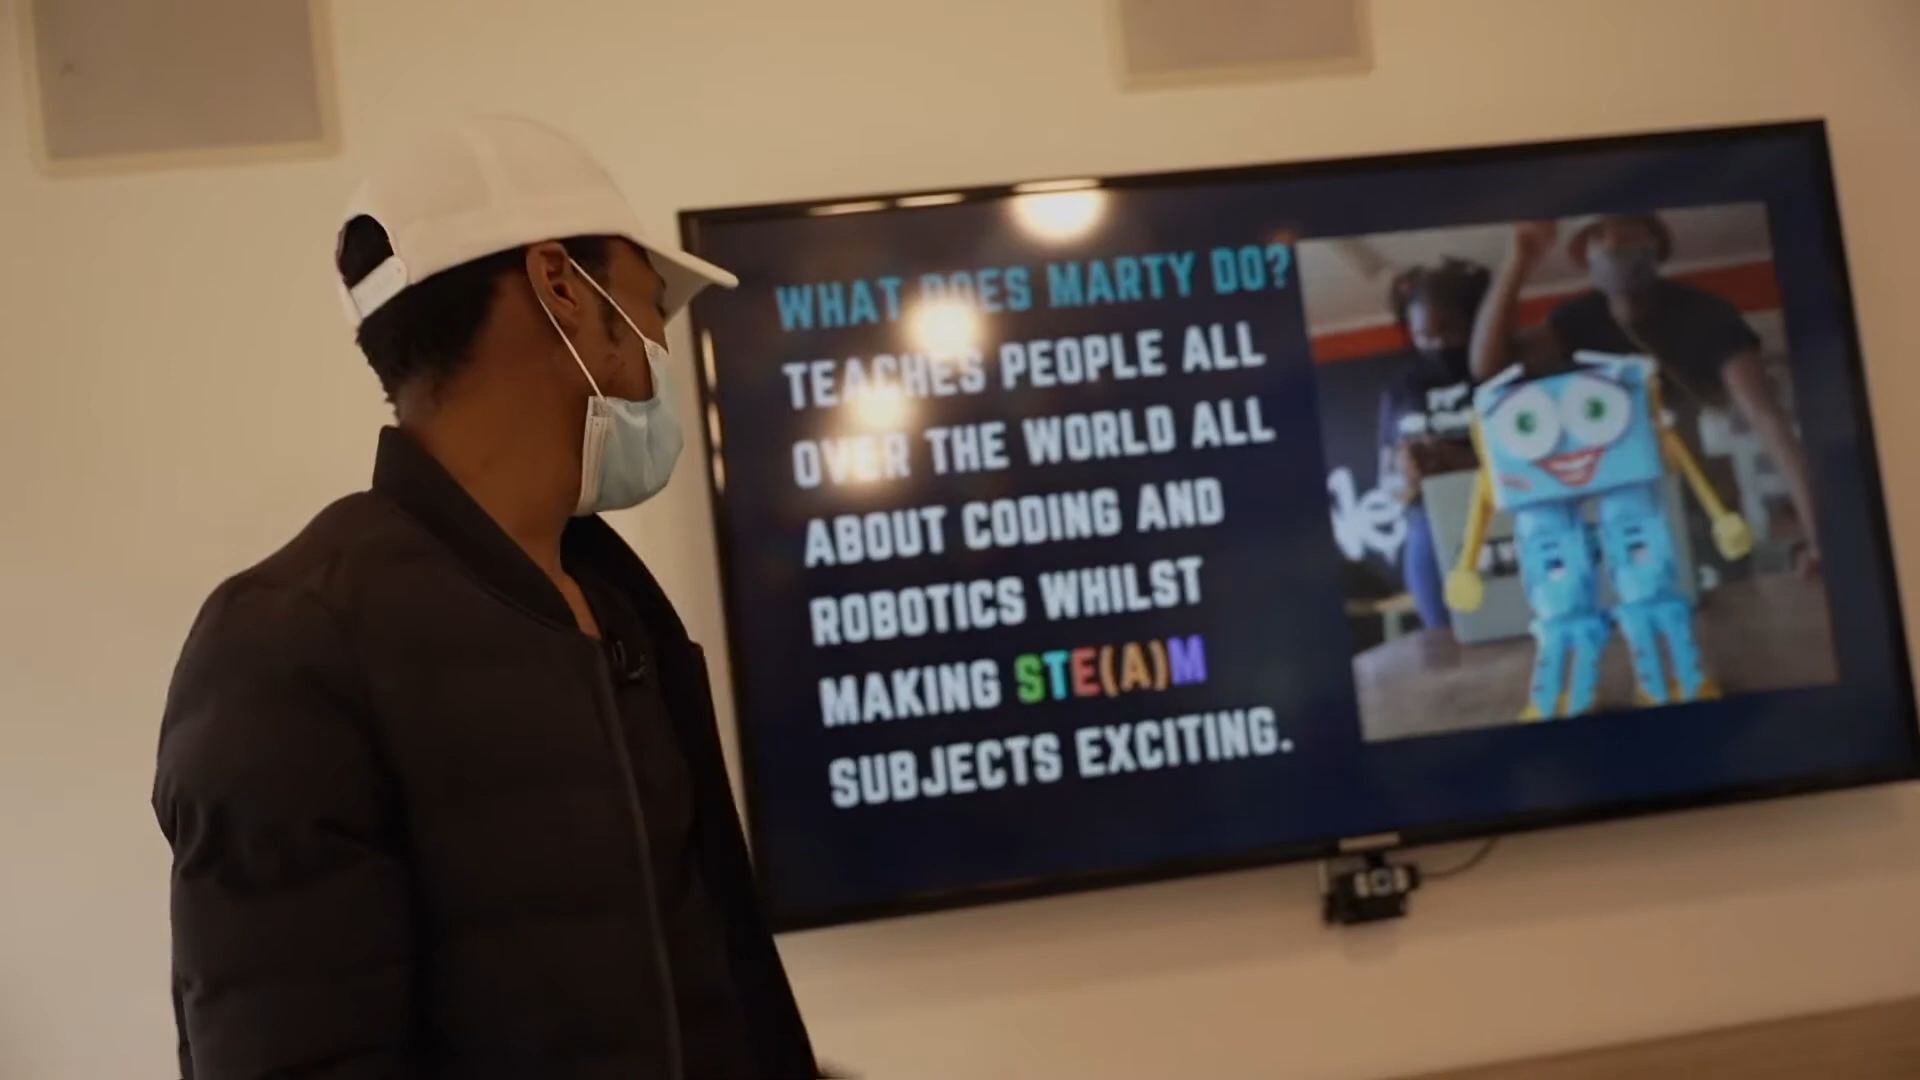 WHAT DOES MARTY DO?
TEACHES PEOPLE ALL
OVER THE WORLD ALL
ABOUT CODING AND
ROBOTICS WHILST
MAKING STE(A)M
SUBJECTS EXCITING.